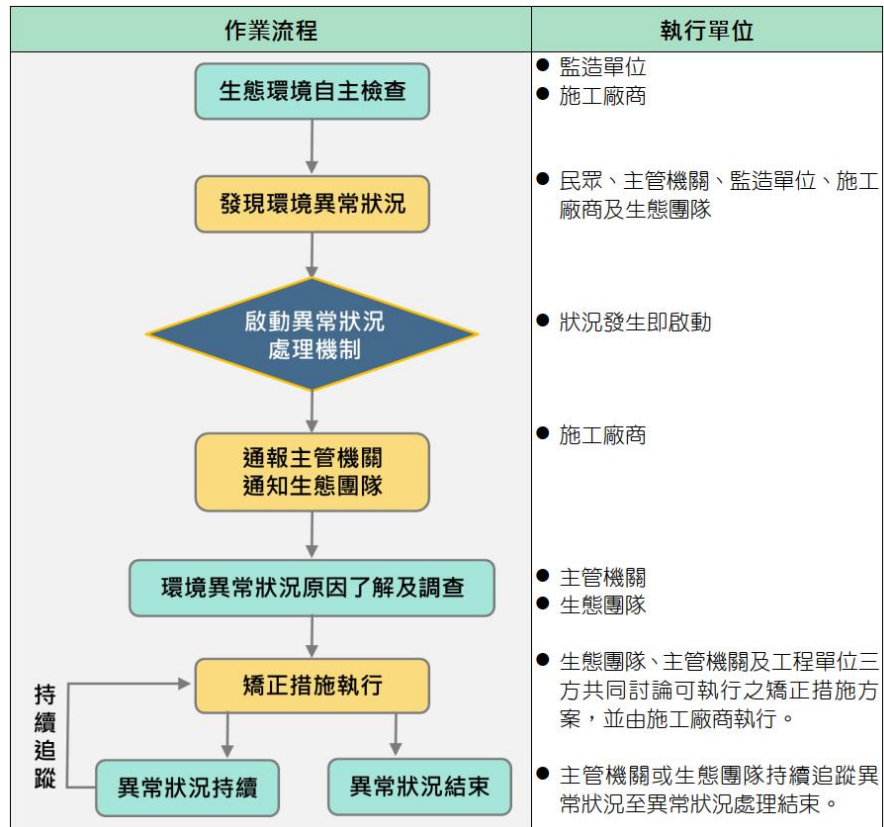 作業流程
執行單位
生態環境自主檢查
● 監造單位
● 施工廠商
發現環境異常狀況
● 民眾、主管機關、監造單位、施工
廠商及生態團隊
啟動異常狀況
處理機制
● 狀況發生即啟動
通報主管機關
通知生態團隊
● 施工廠商
環境異常狀況原因了解及調查
● 主管機關
● 生態團隊
矯正措施執行
● 生態團隊、主管機關及工程單位三
方共同討論可執行之矯正措施方
案，並由施工廠商執行。
持續追蹤
異常狀況持續
異常狀況結束
● 主管機關或生態團隊持續追蹤異
常狀況至異常狀況處理結束。